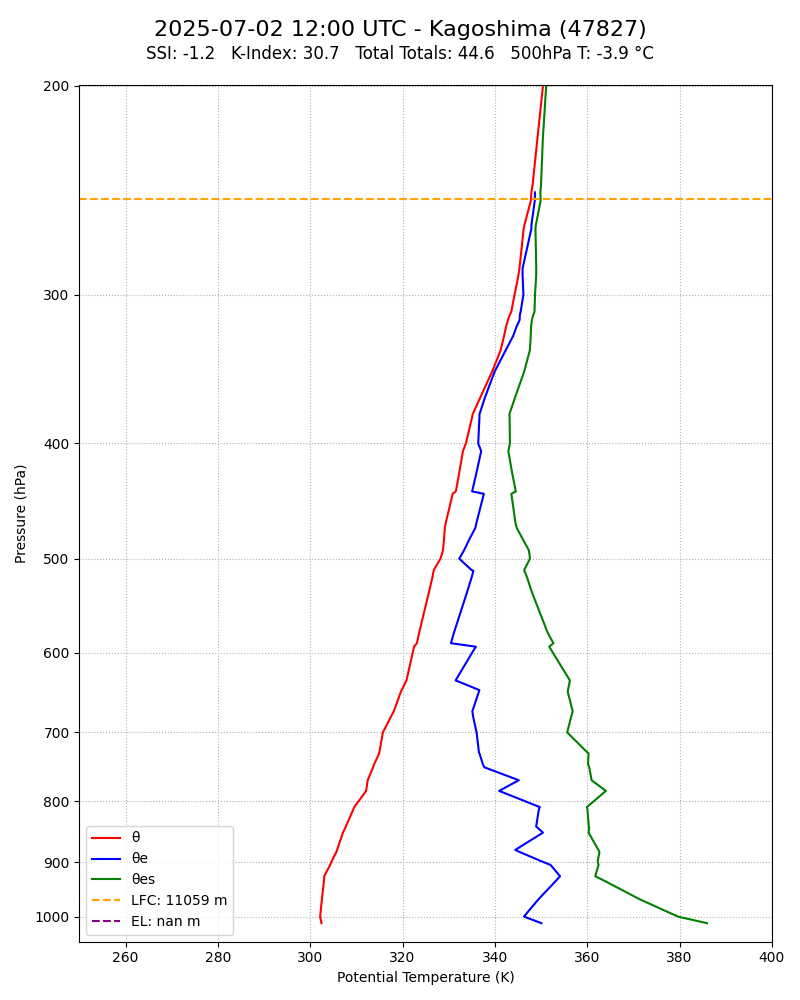 2025-07-02 12:00 UTC - Kagoshima (47827)
SSI: -1.2   K-Index: 30.7   Total Totals: 44.6   500hPa T: -3.9 °C
200
300
400
500
600
700
800
900
1000
Pressure (hPa)
θ
θe
θes
LFC: 11059 m
EL: nan m
260 280 300 320 340 360 380 400
Potential Temperature (K)